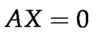 AX = 0